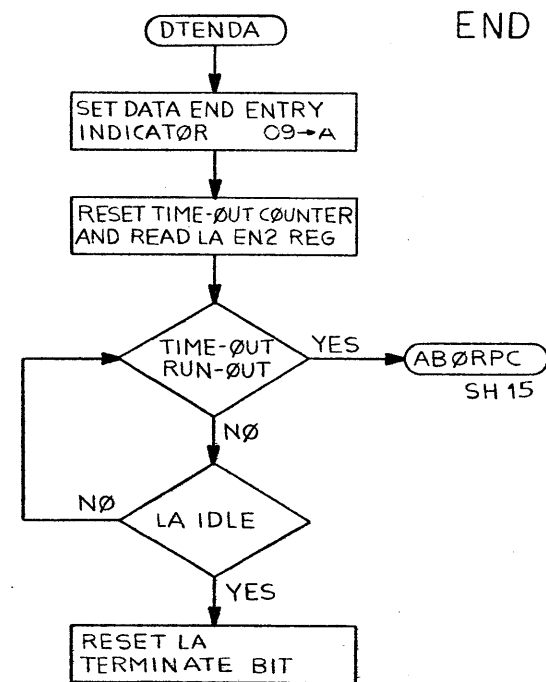 DTENDA
END
SET DATA END ENTRY
INDICATØR 09→A
RESET TIME-ØUT CØUNTER
AND READ LA EN2 REG
TIME-ØUT
RUN-ØUT
YES
ABØRPC
SH 15
NØ
LA IDLE
NØ
YES
RESET LA
TERMINATE BIT